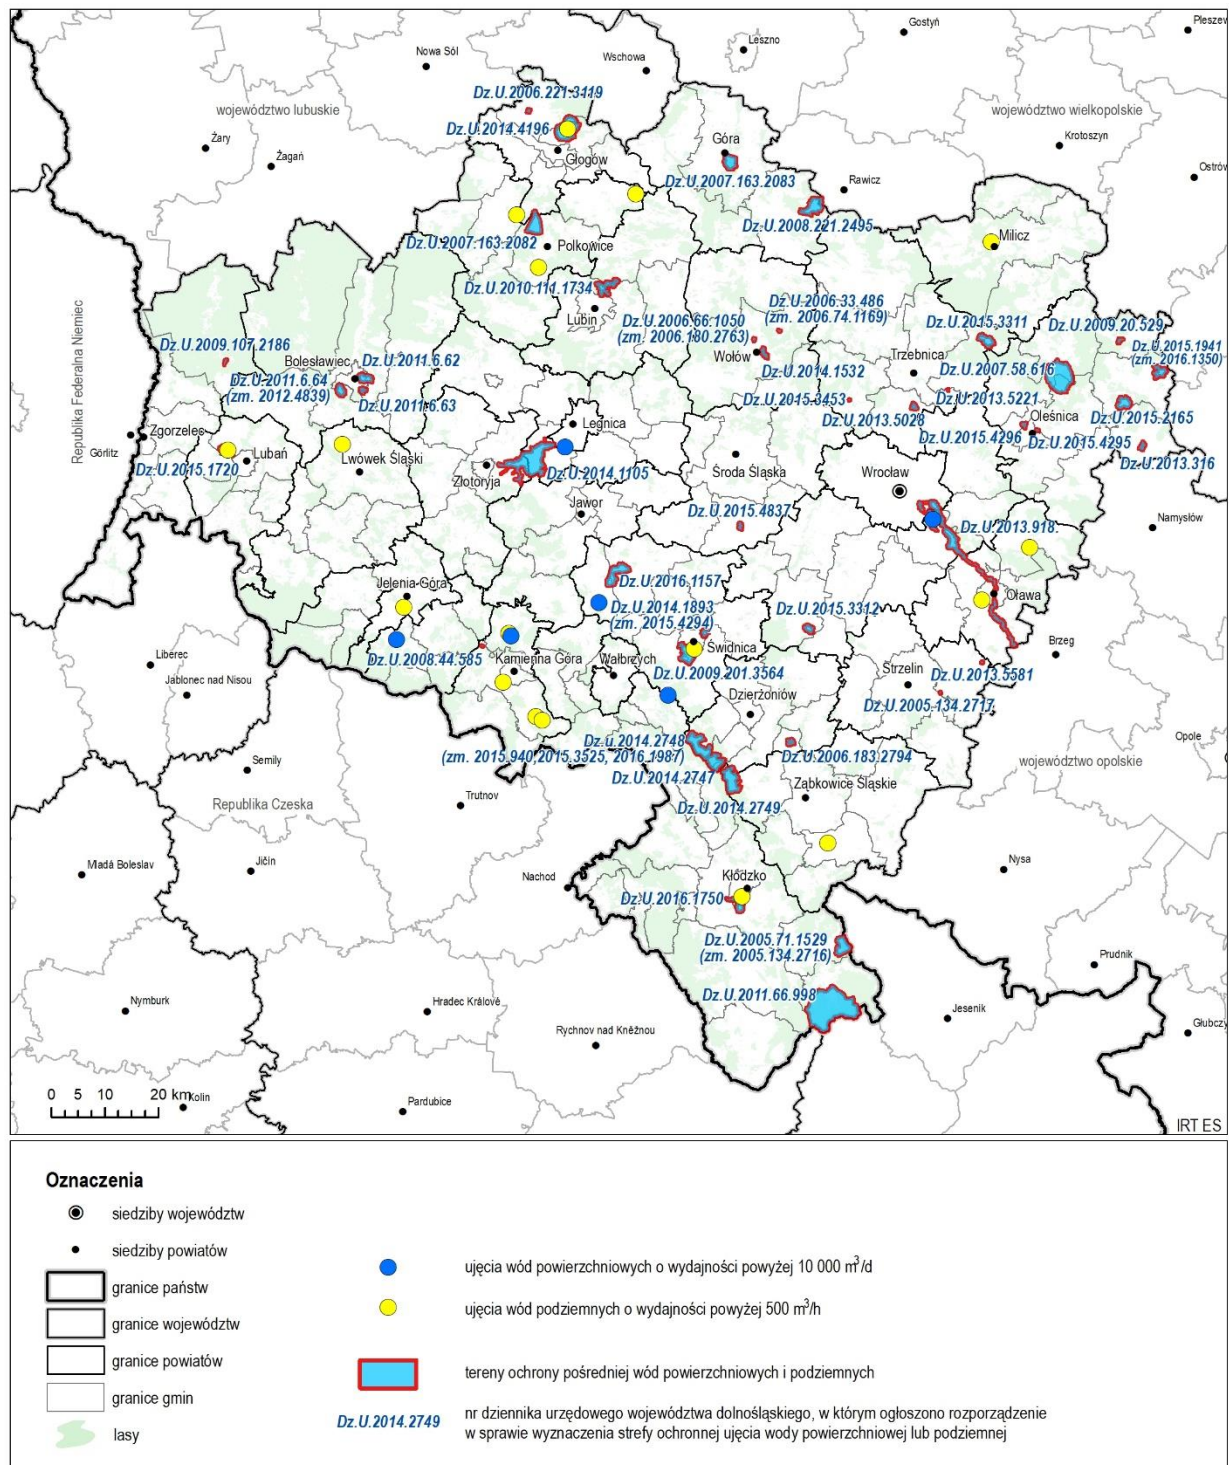 Gostyń
Pleszew
Leszno
Nowa Sól
Wschowa
Dz.U.2006.221.3119
województwo lubuskie
województwo wielkopolskie
Dz.U.2014.4196
Krotoszyn
Żary
Góra
Głogów
Żagań
Ostrów
Dz.U.2007.163.2083
Rawicz
Dz.U.2008.221.2495
Dz.U.2007.163.2082
Polkowice
Milicz
Dz.U.2010.111.1734
Republika Federalna Niemiec
Lubin
Dz.U.2006.33.486
(zm. 2006.74.1169)
Dz.U.2006.66.1050
(zm. 2006.180.2763)
Dz.U.2015.3311
Dz.U.2009.20.529
Dz.U.2009.107.2186
Dz.U.2015.1941
(zm. 2016.1350)
Bolesławiec
Dz.U.2011.6.62
Wołów
Trzebnica
Dz.U.2014.1532
Dz.U.2007.58.616
Dz.U.2011.6.64
(zm. 2012.4839)
Dz.U.2011.6.63
Dz.U.2015.3453
Dz.U.2013.5221
Dz.U.2013.5028
Oleśnica
Dz.U.2015.2165
Legnica
Zgorzelec
Dz.U.2015.4296
Dz.U.2015.4295
Görlitz
Lubań
Lwówek Śląski
Dz.U.2013.316
Dz.U.2015.1720
Złotoryja
Dz.U.2014.1105
Środa Śląska
Wrocław
Jawor
Dz.U.2015.4837
Dz.U.2013.918
Namysłów
Jelenia Góra
Dz.U.2016.1157
Oława
Dz.U.2014.1893
(zm. 2015.4294)
Dz.U.2015.3312
Brzeg
Liberec
Dz.U.2008.44.585
Świdnica
Kamienna Góra
Wałbrzych
Dz.U.2009.201.3564
Strzelin
Dz.U.2013.5581
Jablonec nad Nisou
Dzierżoniów
Dz.U.2005.134.2717
Dz.u.2014.2748
(zm. 2015.940,2015.3525, 2016.1987)
Dz.U.2006.183.2794
Opole
Semily
Dz.U.2014.2747
województwo opolskie
Ząbkowice Śląskie
Republika Czeska
Trutnov
Dz.U.2014.2749
Mladá Boleslav
Jičín
Nysa
Nachod
Kłodzko
Dz.U.2016.1750
Dz.U.2005.71.1529
(zm. 2005.134.2716)
Prudnik
Dz.U.2011.66.998
Nymburk
Hradec Králové
Jesenik
Rychnov nad Kněžnou
Głubczy
0 5 10 20 km
Kolin
Pardubice
IRT ES
Oznaczenia
siedziby województw
siedziby powiatów
granice państw
granice województw
granice powiatów
granice gmin
lasy
ujęcia wód powierzchniowych o wydajności powyżej 10 000 m³/d
ujęcia wód podziemnych o wydajności powyżej 500 m³/h
tereny ochrony pośredniej wód powierzchniowych i podziemnych
Dz.U.2014.2749
nr dziennika urzędowego województwa dolnośląskiego, w którym ogłoszono rozporządzenie
w sprawie wyznaczenia strefy ochronnej ujęcia wody powierzchniowej lub podziemnej